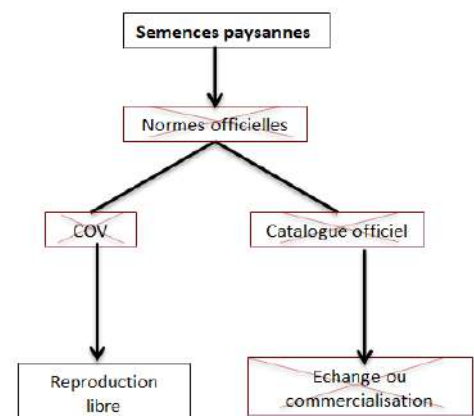 Semences paysannes
Normes officielles
COV
Catalogue officiel
Reproduction
libre
Echange ou
commercialisation